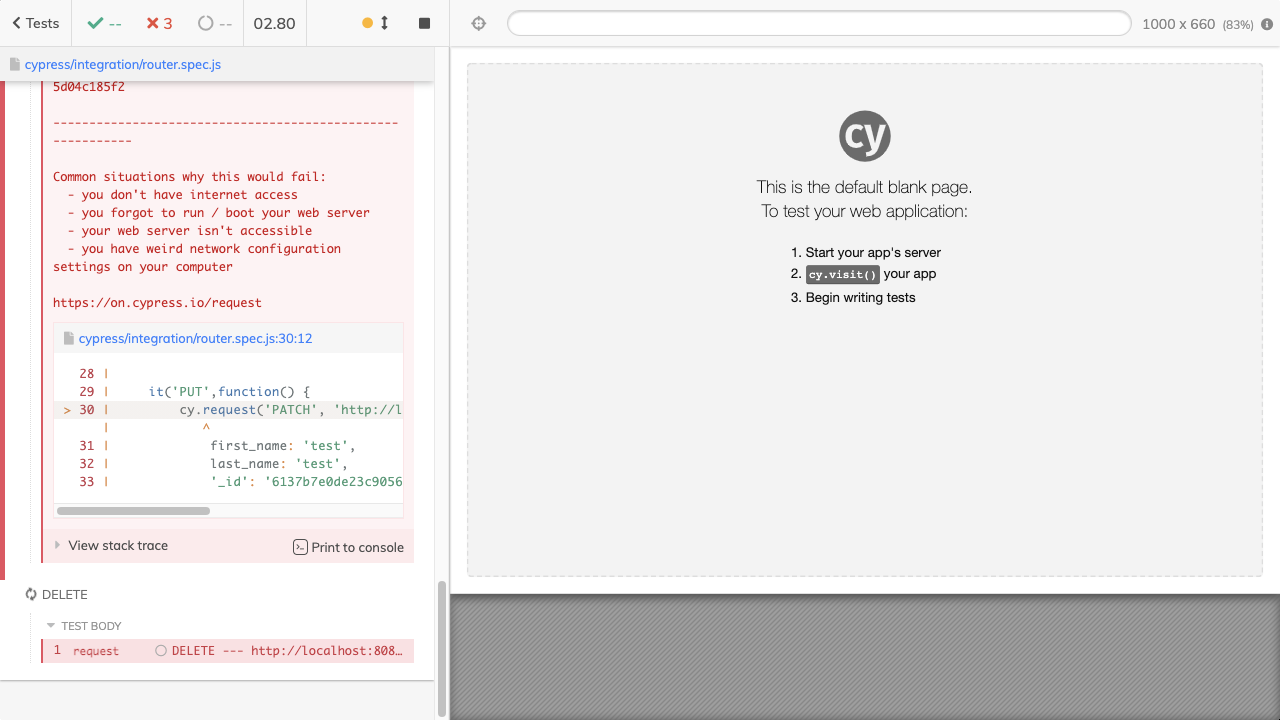 Tests
--
3
--
02.80
1000 x 660 (83%)
cypress/integration/router.spec.js
5d04c185f2
------------------------------------------------
-----------
Common situations why this would fail:
- you don't have internet access
- you forgot to run / boot your web server
- your web server isn't accessible
- you have weird network configuration
settings on your computer
https://on.cypress.io/request
cypress/integration/router.spec.js:30:12
28 |
29 | it('PUT',function() {
> 30 | cy.request('PATCH', 'http://l
| ^
31 | first_name: 'test',
32 | last_name: 'test',
33 | '_id': '6137b7e0de23c9056
View stack trace
Print to console
DELETE
TEST BODY
1 request DELETE --- http://localhost:808…
cy
This is the default blank page.
To test your web application:
1. Start your app's server
2. cy.visit() your app
3. Begin writing tests